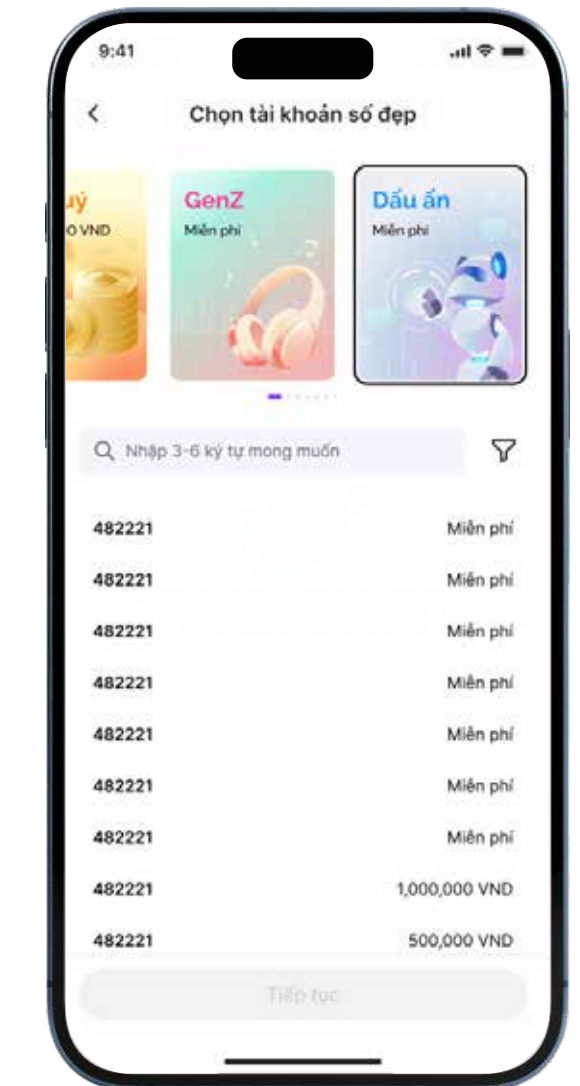 9:41
Chọn tài khoản số đẹp
uý
0 VND
GenZ
Miễn phí
Dấu ấn
Miễn phí
Nhập 3-6 ký tự mong muốn
482221 Miễn phí
482221 Miễn phí
482221 Miễn phí
482221 Miễn phí
482221 Miễn phí
482221 Miễn phí
482221 Miễn phí
482221 1,000,000 VND
482221 500,000 VND
Tiếp tục